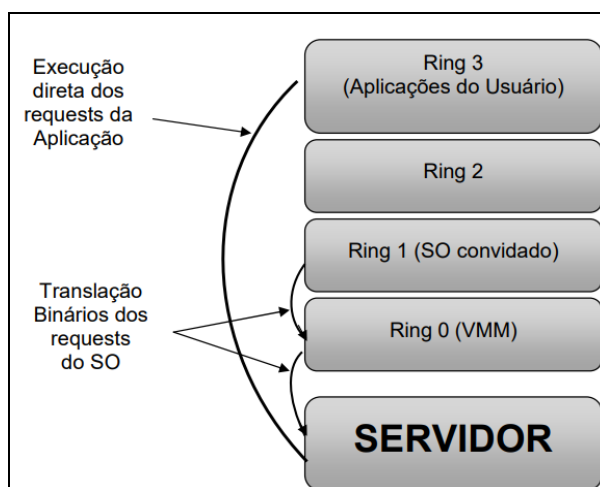 Execução
direta dos
requests da
Aplicação
Ring 3
(Aplicações do Usuário)
Ring 2
Ring 1 (SO convidado)
Translação
Binários dos
requests
do SO
Ring 0 (VMM)
SERVIDOR